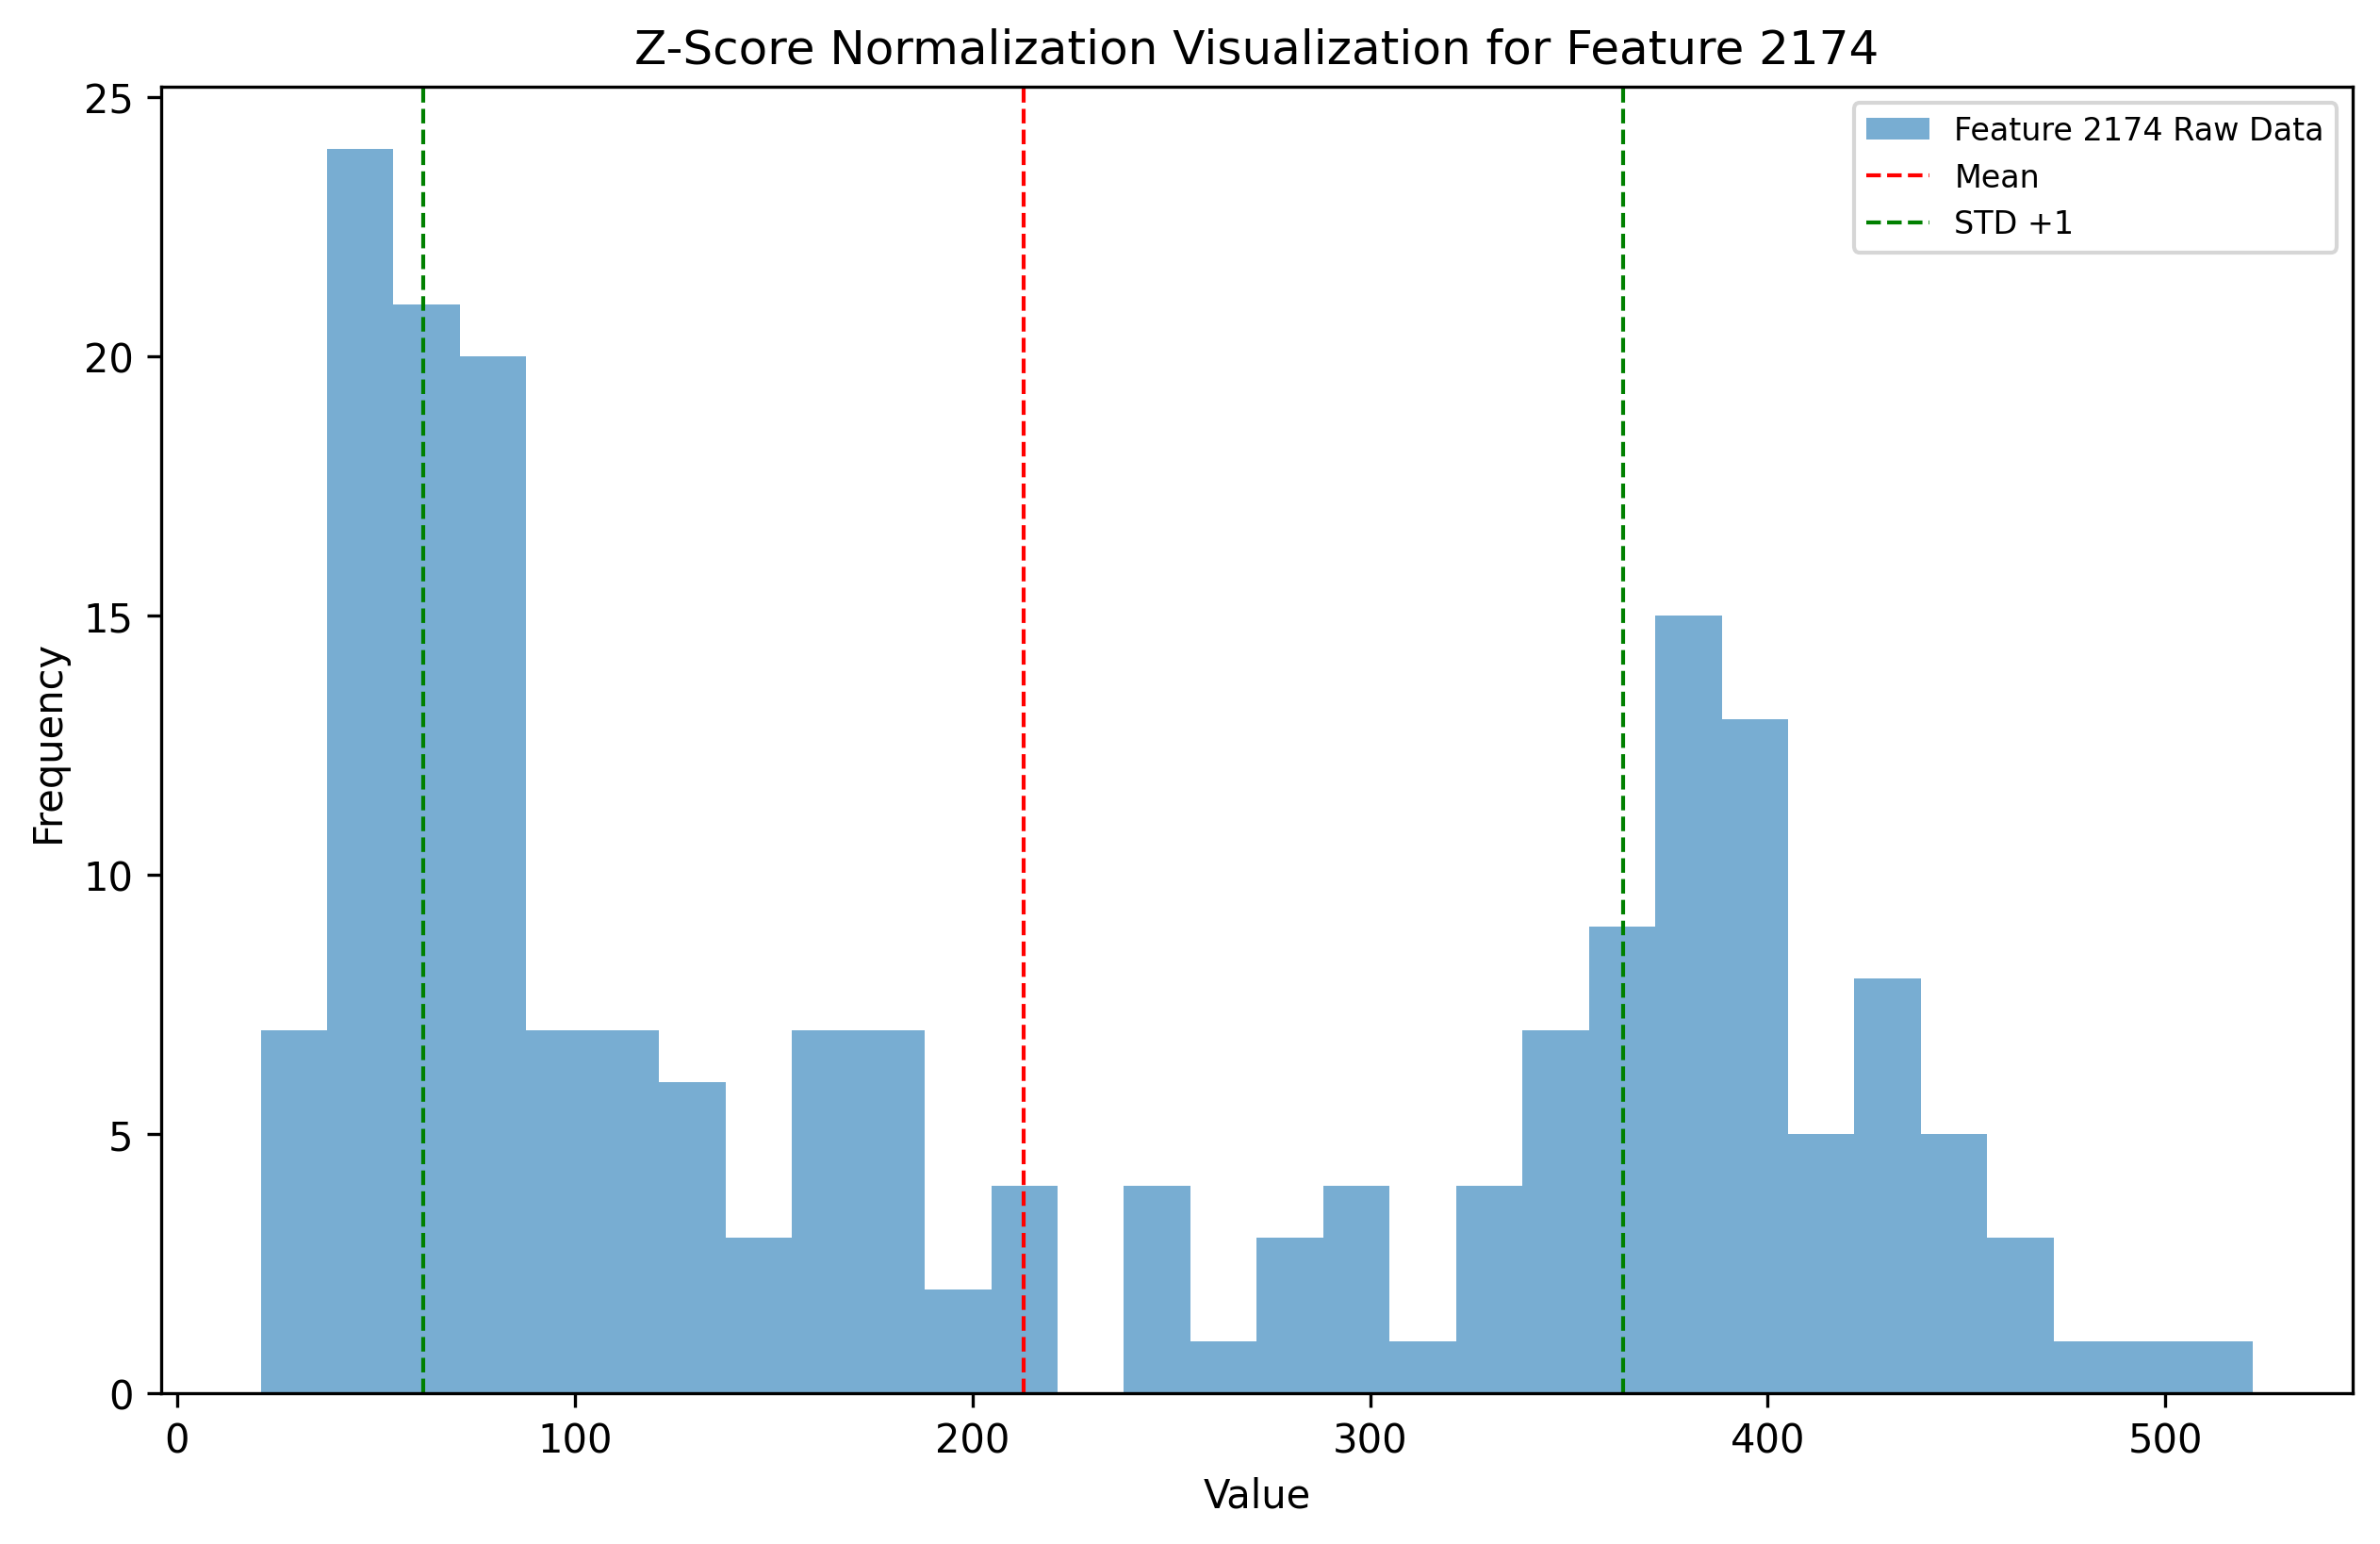 Z-Score Normalization Visualization for Feature 2174
Feature 2174 Raw Data
Mean
STD +1
Frequency
25
20
15
10
5
0
0 100 200 300 400 500
Value